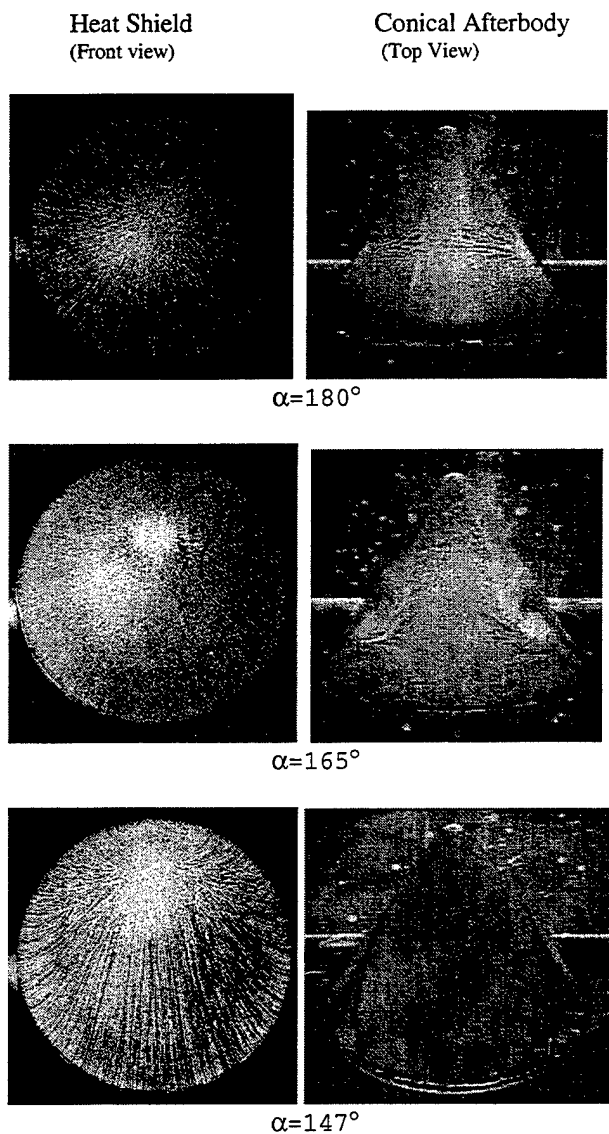 Heat Shield
(Front view)
Conical Afterbody
(Top View)
α=180°
α=165°
α=147°